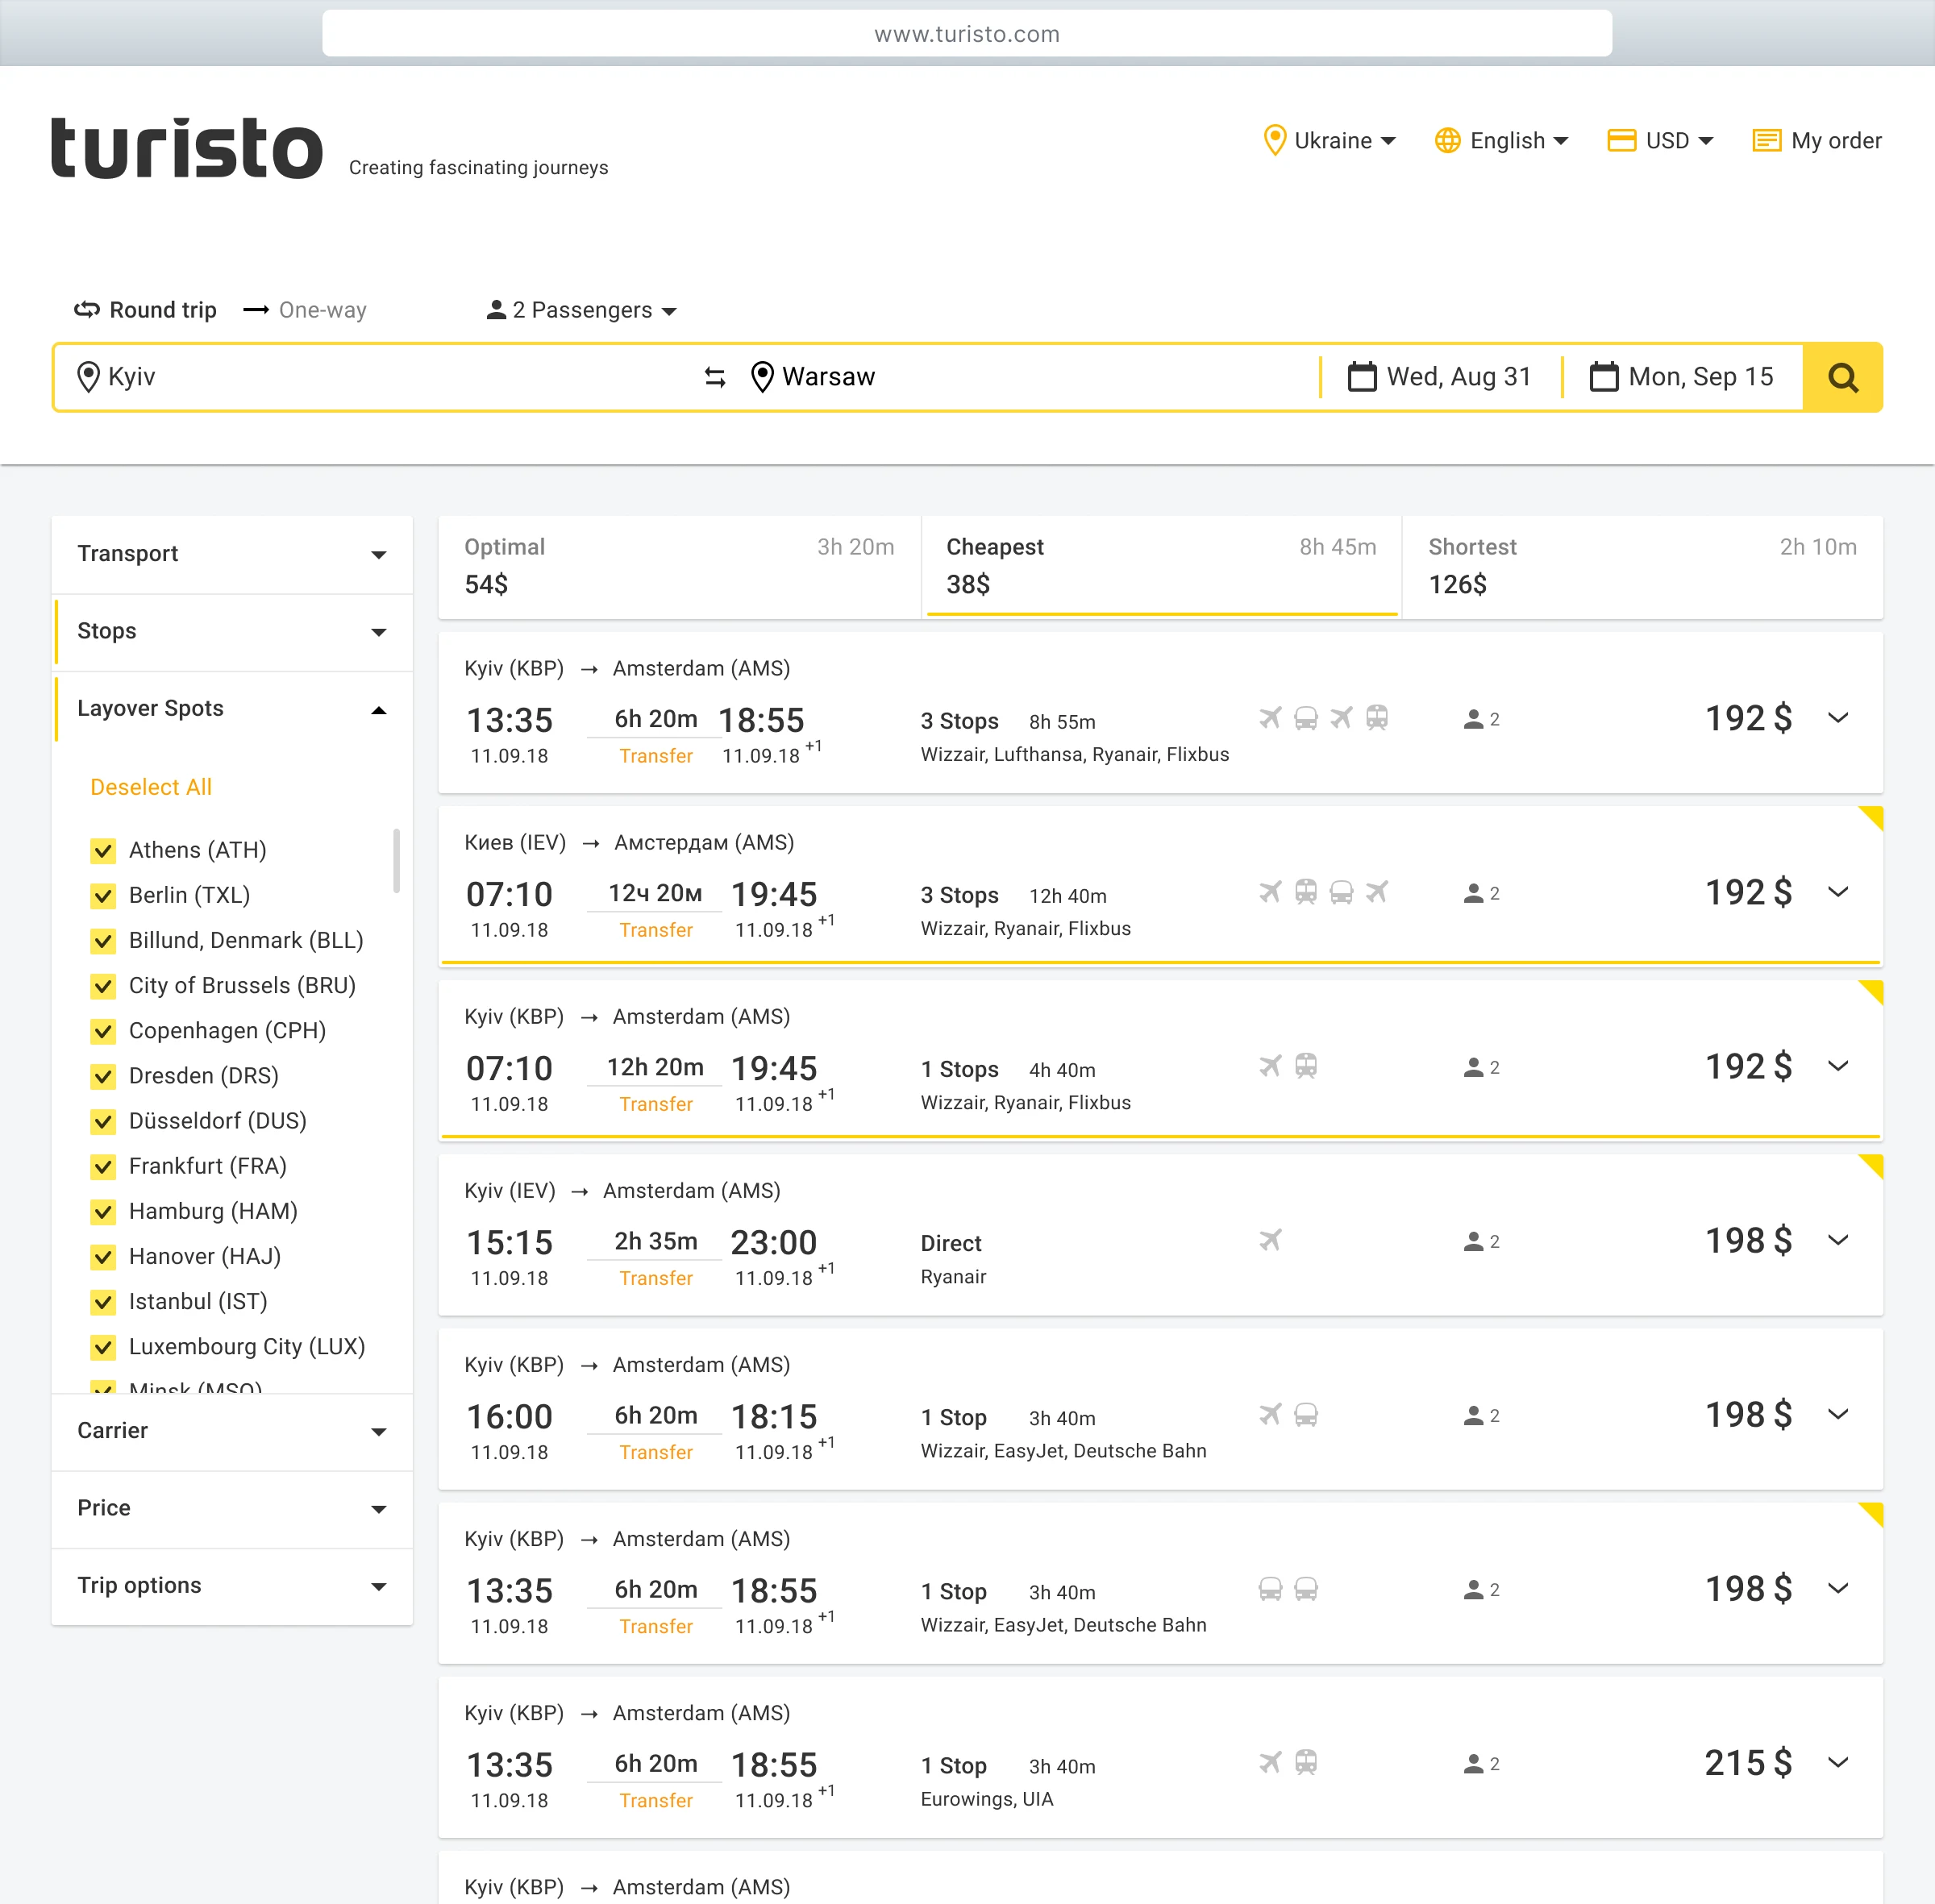 www.turisto.com
turisto
Creating fascinating journeys
Ukraine
English
USD
My order
Round trip
One-way
2 Passengers
Kyiv
Warsaw
Wed, Aug 31
Mon, Sep 15
Transport
Stops
Layover Spots
Deselect All
Athens (ATH)
Berlin (TXL)
Billund, Denmark (BLL)
City of Brussels (BRU)
Copenhagen (CPH)
Dresden (DRS)
Düsseldorf (DUS)
Frankfurt (FRA)
Hamburg (HAM)
Hanover (HAJ)
Istanbul (IST)
Luxembourg City (LUX)
Minsk (MSQ)
Carrier
Price
Trip options
Optimal 3h 20m
54$
Cheapest 8h 45m
38$
Shortest 2h 10m
126$
Kyiv (KBP) → Amsterdam (AMS)
13:35 6h 20m 18:55 3 Stops 8h 55m 2 192 $
11.09.18 Transfer 11.09.18 +1 Wizzair, Lufthansa, Ryanair, Flixbus
Киев (IEV) → Амстердам (AMS)
07:10 12ч 20м 19:45 3 Stops 12h 40m 2 192 $
11.09.18 Transfer 11.09.18 +1 Wizzair, Ryanair, Flixbus
Kyiv (KBP) → Amsterdam (AMS)
07:10 12h 20m 19:45 1 Stops 4h 40m 2 192 $
11.09.18 Transfer 11.09.18 +1 Wizzair, Ryanair, Flixbus
Kyiv (IEV) → Amsterdam (AMS)
15:15 2h 35m 23:00 Direct 2 198 $
11.09.18 Transfer 11.09.18 +1 Ryanair
Kyiv (KBP) → Amsterdam (AMS)
16:00 6h 20m 18:15 1 Stop 3h 40m 2 198 $
11.09.18 Transfer 11.09.18 +1 Wizzair, EasyJet, Deutsche Bahn
Kyiv (KBP) → Amsterdam (AMS)
13:35 6h 20m 18:55 1 Stop 3h 40m 2 198 $
11.09.18 Transfer 11.09.18 +1 Wizzair, EasyJet, Deutsche Bahn
Kyiv (KBP) → Amsterdam (AMS)
13:35 6h 20m 18:55 1 Stop 3h 40m 2 215 $
11.09.18 Transfer 11.09.18 +1 Eurowings, UIA
Kyiv (KBP) → Amsterdam (AMS)